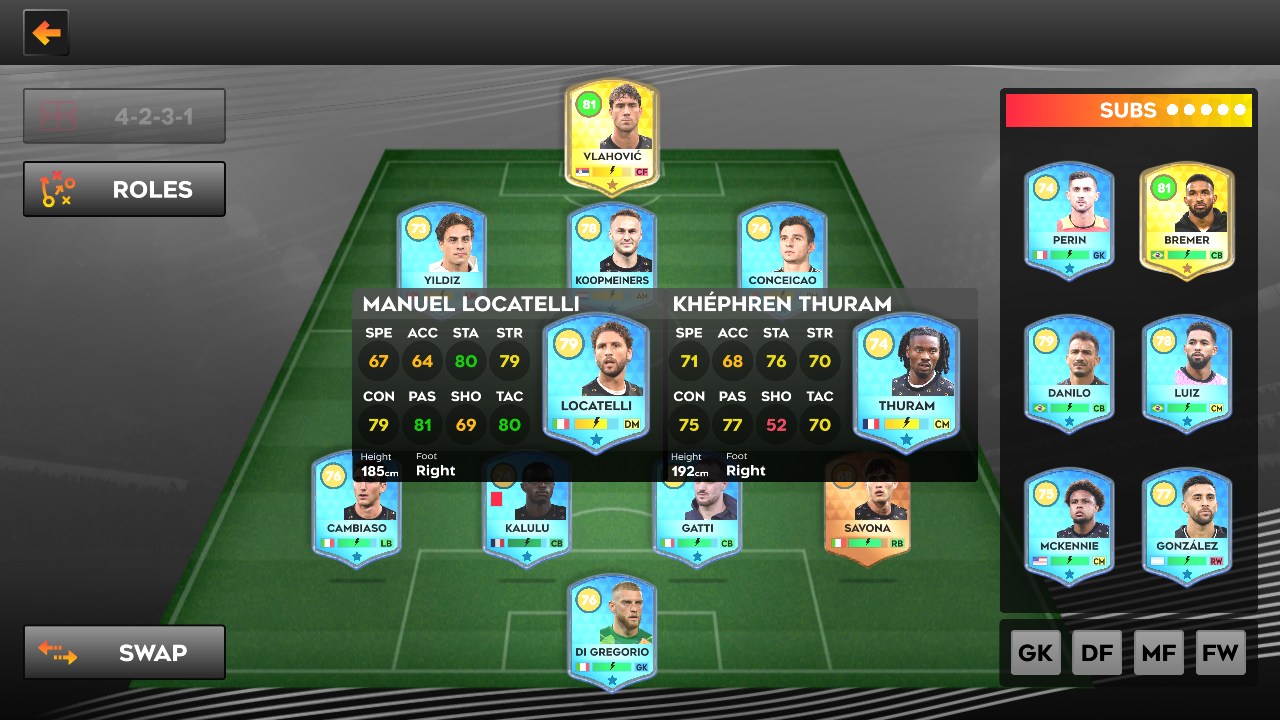 4-2-3-1
ROLES
SUBS
81
VLAHOVIĆ
CF
73
YILDIZ
78
KOOPMEINERS
AM
74
CONCEICAO
MANUEL LOCATELLI
SPE ACC STA STR
67 64 80 79
CON PAS SHO TAC
79 81 69 80
Height Foot
185cm Right
79
LOCATELLI
DM
KHÉPHREN THURAM
SPE ACC STA STR
71 68 76 70
CON PAS SHO TAC
75 77 52 70
Height Foot
192cm Right
74
THURAM
CM
76
CAMBIASO
LB
KALULU
CB
GATTI
CB
SAVONA
RB
76
DI GREGORIO
GK
74
PERIN
GK
81
BREMER
CB
79
DANILO
CB
78
LUIZ
CM
75
MCKENNIE
CM
77
GONZÁLEZ
RW
SWAP
GK DF MF FW